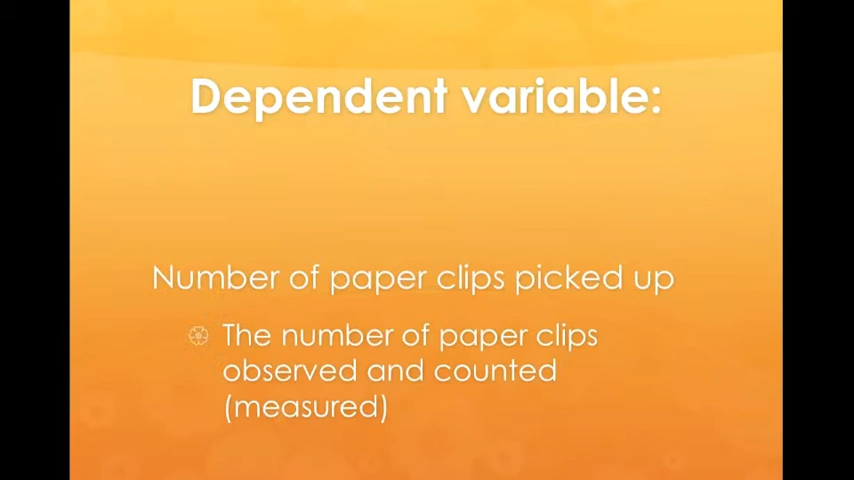 Dependent variable:
Number of paper clips picked up
The number of paper clips
observed and counted
(measured)